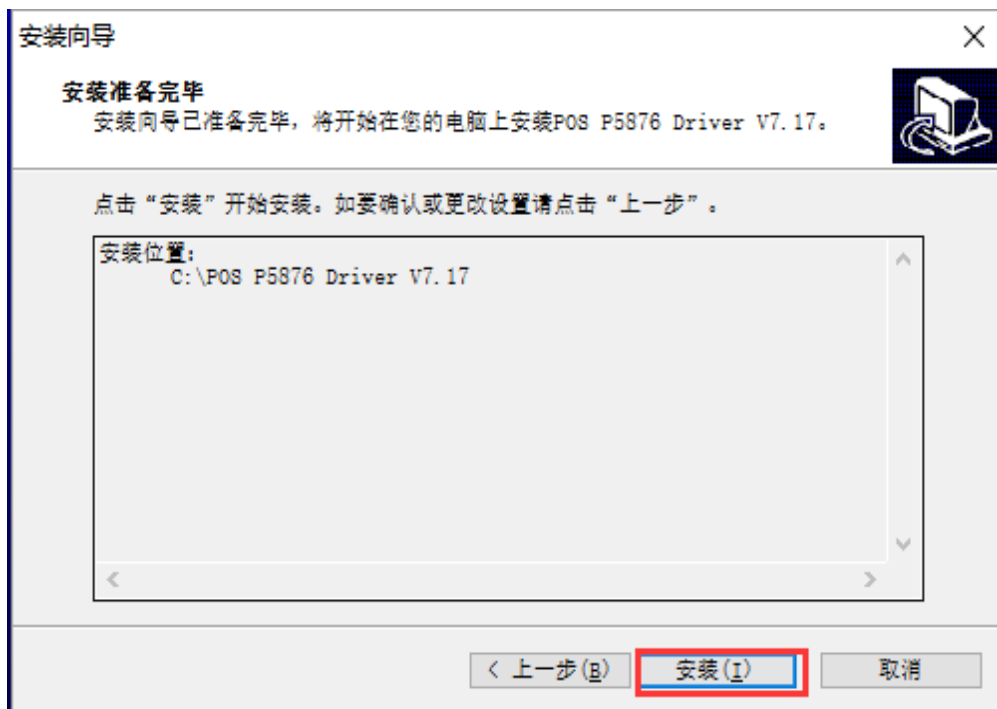 安装向导
安装准备完毕
安装向导已准备完毕，将开始在您的电脑上安装POS P5876 Driver V7.17。
点击“安装”开始安装。如要确认或更改设置请点击“上一步”。
安装位置：
C:\POS P5876 Driver V7.17
< 上一步(B)
安装(I)
取消